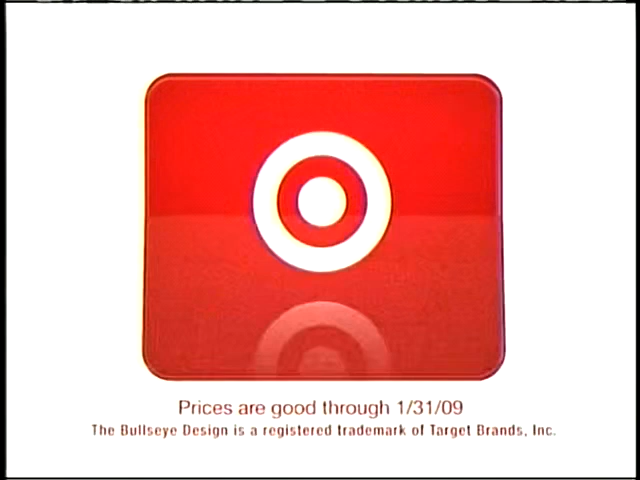 Prices are good through 1/31/09
The Bullseye Design is a registered trademark of Target Brands, Inc.